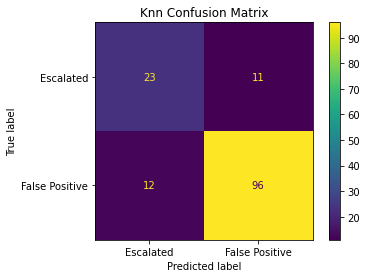 Knn Confusion Matrix
True label
Escalated
23 11
False Positive
12 96
Escalated False Positive
Predicted label
90
80
70
60
50
40
30
20